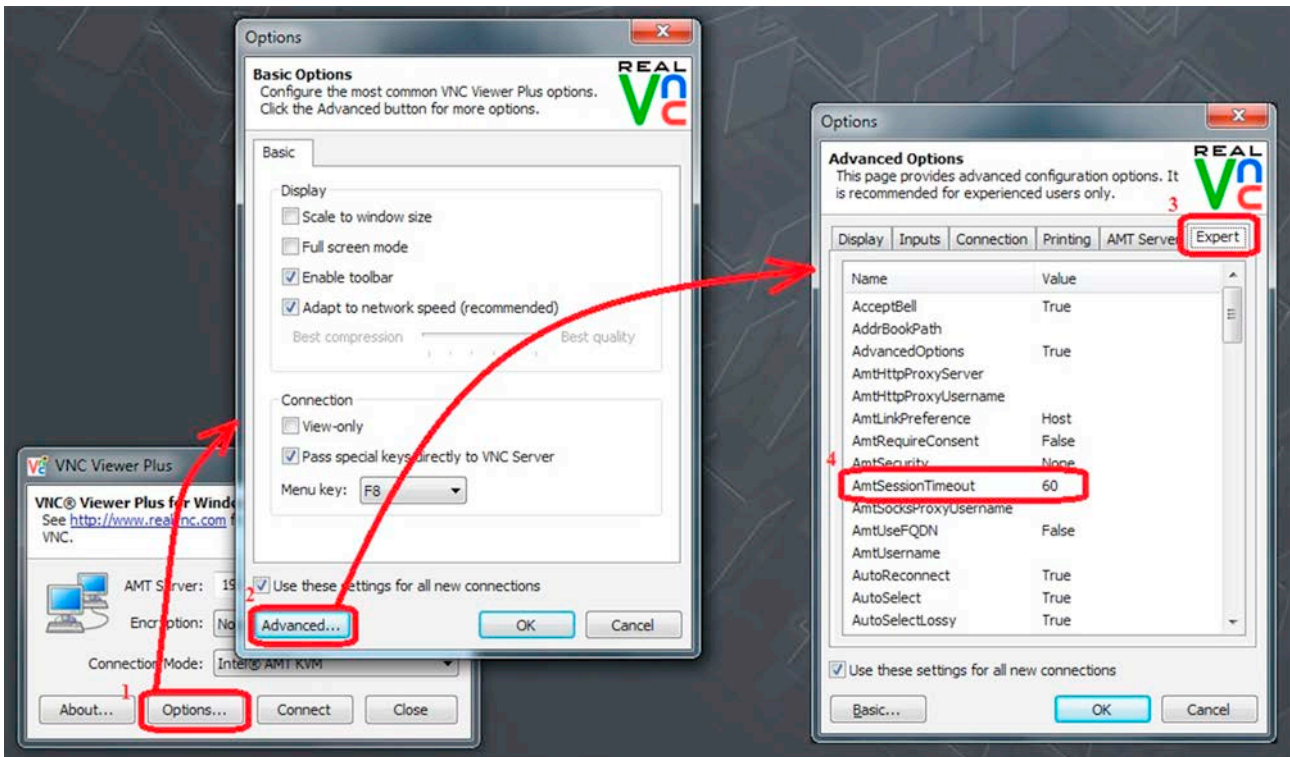 Options
Basic Options
Configure the most common VNC Viewer Plus options.
Click the Advanced button for more options.
REAL
VNC
Basic
Display
Scale to window size
Full screen mode
Enable toolbar
Adapt to network speed (recommended)
Best compression Best quality
Connection
View-only
Pass special keys directly to VNC Server
Menu key: F8
Use these settings for all new connections
2
Advanced... OK Cancel
VNC Viewer Plus
VNC® Viewer Plus for
See http://www.realvnc.com
VNC.
AMT Server: 19
Encryption: No
Connection Mode: Intel® AMT KVM
1
About... Options... Connect Close
Options
Advanced Options
This page provides advanced configuration options. It
is recommended for experienced users only.
REAL
VNC
3
Display Inputs Connection Printing AMT Server Expert
Name Value
AcceptBell True
AddrBookPath
AdvancedOptions True
AmtHttpProxyServer
AmtHttpProxyUsername
AmtLinkPreference Host
AmtRequireConsent False
AmtSecurity None
4
AmtSessionTimeout 60
AmtSocksProxyUsername
AmtUseFQDN False
AmtUsername
AutoReconnect True
AutoSelect True
AutoSelectLossy True
Use these settings for all new connections
Basic... OK Cancel